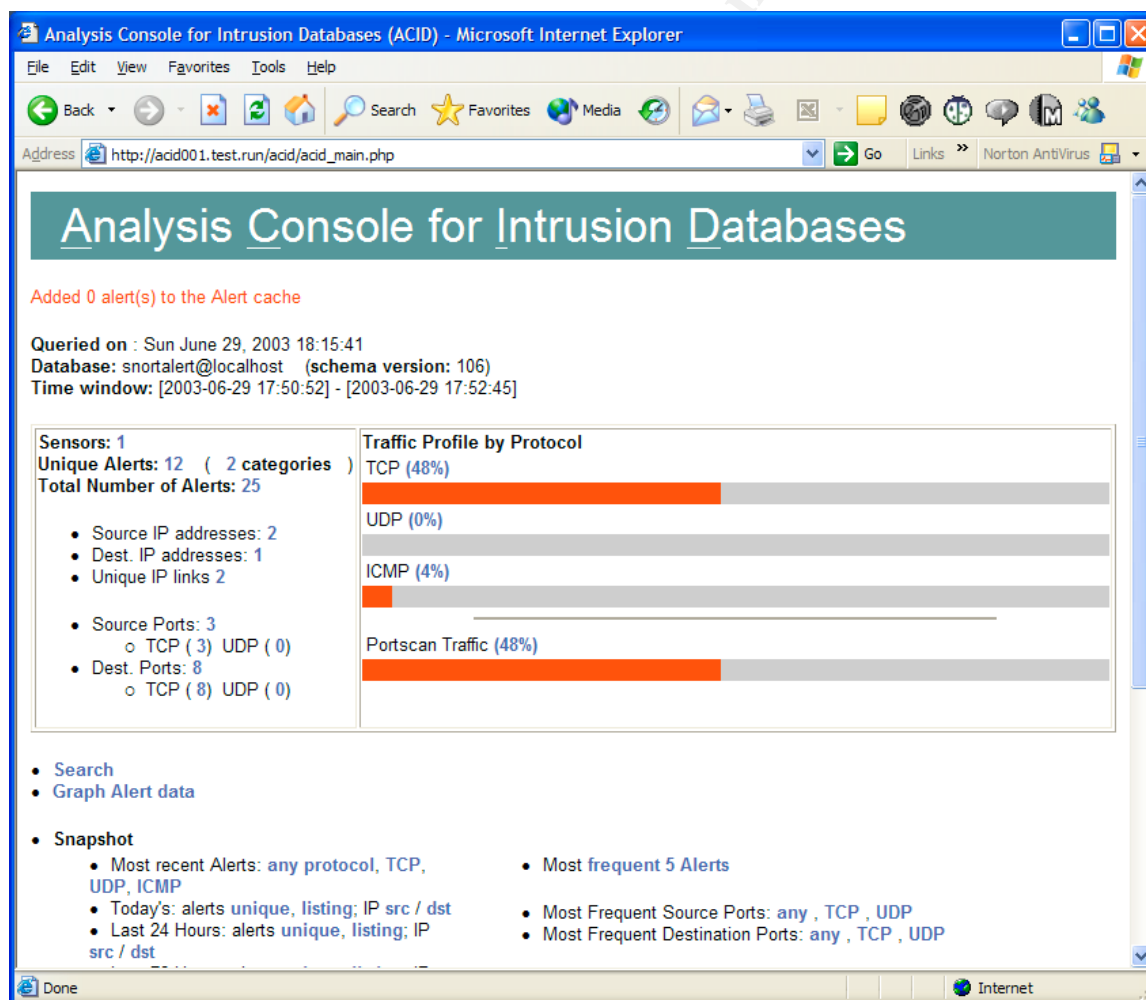 Analysis Console for Intrusion Databases (ACID) - Microsoft Internet Explorer
File Edit View Favorites Tools Help
Back Search Favorites Media
Address http://acid001.test.run/acid/acid_main.php Go Links » Norton AntiVirus
Analysis Console for Intrusion Databases
Added 0 alert(s) to the Alert cache
Queried on : Sun June 29, 2003 18:15:41
Database: snortalert@localhost (schema version: 106)
Time window: [2003-06-29 17:50:52] - [2003-06-29 17:52:45]
Sensors: 1
Unique Alerts: 12 ( 2 categories )
Total Number of Alerts: 25
• Source IP addresses: 2
• Dest. IP addresses: 1
• Unique IP links 2
• Source Ports: 3
○ TCP ( 3) UDP ( 0)
• Dest. Ports: 8
○ TCP ( 8) UDP ( 0)
Traffic Profile by Protocol
TCP (48%)
UDP (0%)
ICMP (4%)
Portscan Traffic (48%)
• Search
• Graph Alert data
• Snapshot
• Most recent Alerts: any protocol, TCP,
UDP, ICMP
• Today's: alerts unique, listing; IP src / dst
• Last 24 Hours: alerts unique, listing; IP
src / dst
• Most frequent 5 Alerts
• Most Frequent Source Ports: any , TCP , UDP
• Most Frequent Destination Ports: any , TCP , UDP
Done Internet